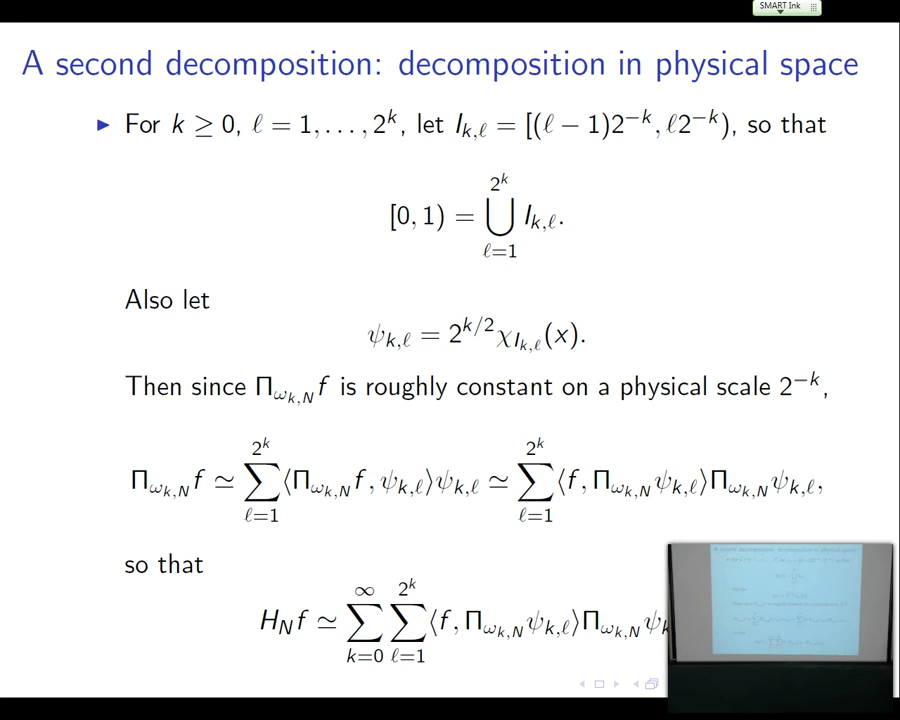 SMART Ink
A second decomposition: decomposition in physical space
► For k ≥ 0, ℓ = 1, . . . , 2^k, let I_{k,ℓ} = [(ℓ − 1)2^{−k}, ℓ2^{−k}), so that
[0, 1) = ⋃_{ℓ=1}^{2^k} I_{k,ℓ}.
Also let
ψ_{k,ℓ} = 2^{k/2} χ_{I_{k,ℓ}}(x).
Then since Π_{ω_{k,N}} f is roughly constant on a physical scale 2^{−k},
Π_{ω_{k,N}} f ≃ ∑_{ℓ=1}^{2^k} ⟨Π_{ω_{k,N}} f, ψ_{k,ℓ}⟩ψ_{k,ℓ} ≃ ∑_{ℓ=1}^{2^k} ⟨f, Π_{ω_{k,N}} ψ_{k,ℓ}⟩Π_{ω_{k,N}} ψ_{k,ℓ},
so that
H_N f ≃ ∑_{k=0}^{∞} ∑_{ℓ=1}^{2^k} ⟨f, Π_{ω_{k,N}} ψ_{k,ℓ}⟩Π_{ω_{k,N}} ψ_k